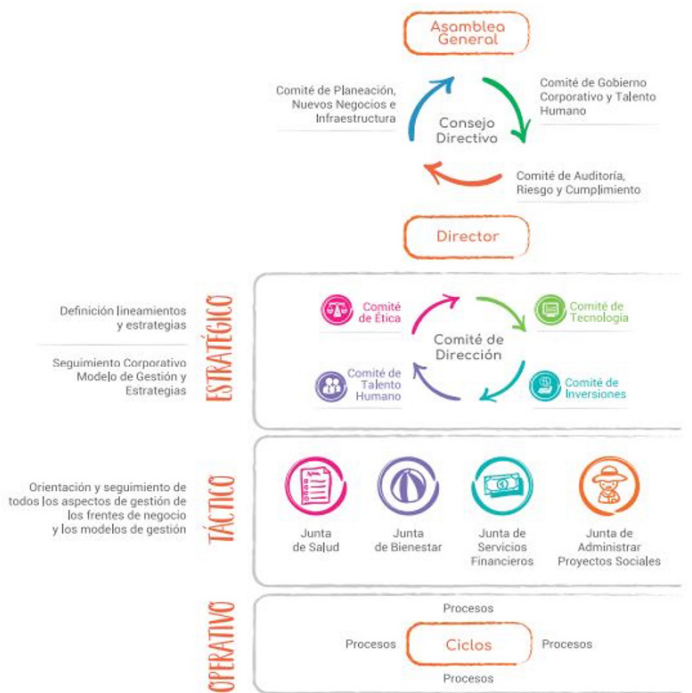 Asamblea
General
Comité de Planeación,
Nuevos Negocios e
Infraestructura
Consejo
Directivo
Comité de Gobierno
Corporativo y Talento
Humano
Comité de Auditoría,
Riesgo y Cumplimiento
Director
Definición lineamientos
y estrategias
Seguimiento Corporativo
Modelo de Gestión y
Estrategias
ESTRATÉGICO
Comité
de Ética
Comité de
Tecnología
Comité de
Dirección
Comité de
Talento
Humano
Comité de
Inversiones
Orientación y seguimiento de
todos los aspectos de gestión de
los frentes de negocio
y los modelos de gestión
TÁCTICO
Junta
de Salud
Junta
de Bienestar
Junta de
Servicios
Financieros
Junta de
Administrar
Proyectos Sociales
OPERATIVO
Procesos
Procesos
Ciclos
Procesos
Procesos